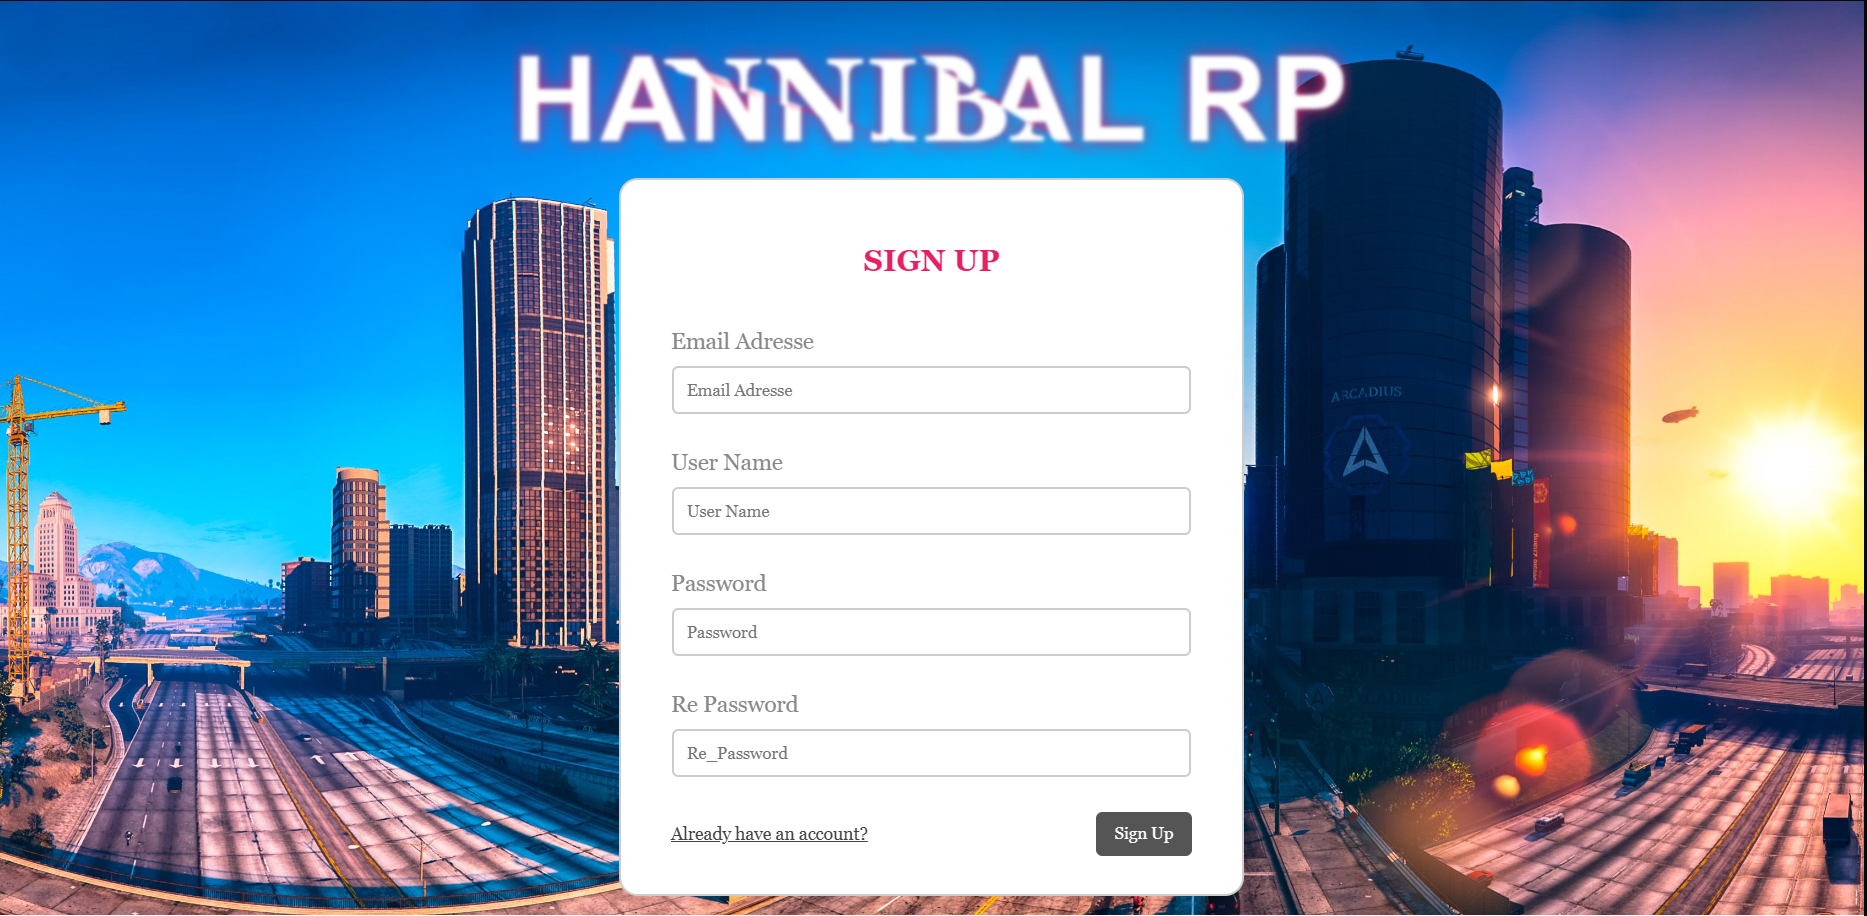 HANNIBAL RP
SIGN UP
Email Adresse
Email Adresse
User Name
User Name
Password
Password
Re Password
Re_Password
Already have an account?
Sign Up
ARCADIUS